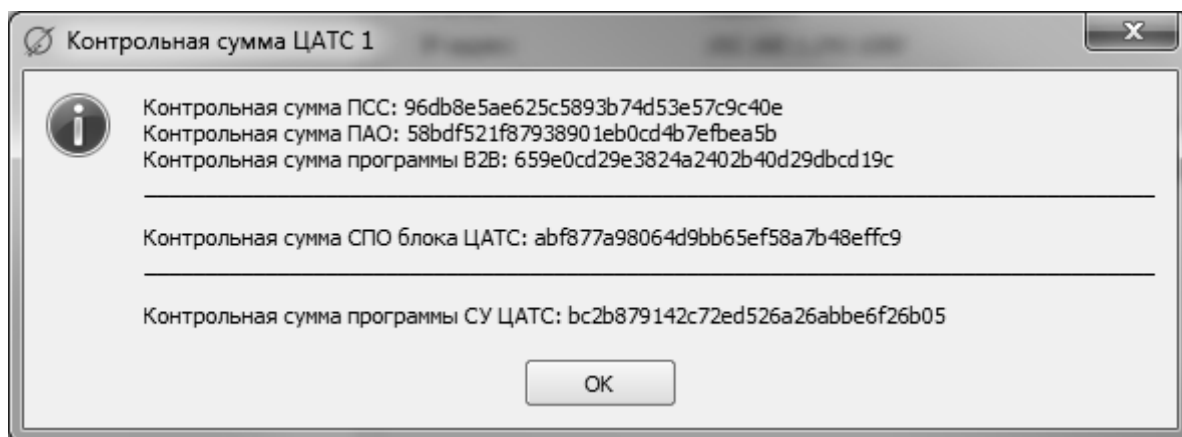 Контрольная сумма ЦАТС 1
Контрольная сумма ПСС: 96db8e5ae625c5893b74d53e57c9c40e
Контрольная сумма ПАО: 58bdf521f87938901eb0cd4b7efbea5b
Контрольная сумма программы B2B: 659e0cd29e3824a2402b40d29dbcd19c
Контрольная сумма СПО блока ЦАТС: abf877a98064d9bb65ef58a7b48effc9
Контрольная сумма программы СУ ЦАТС: bc2b879142c72ed526a26abbe6f26b05
OK